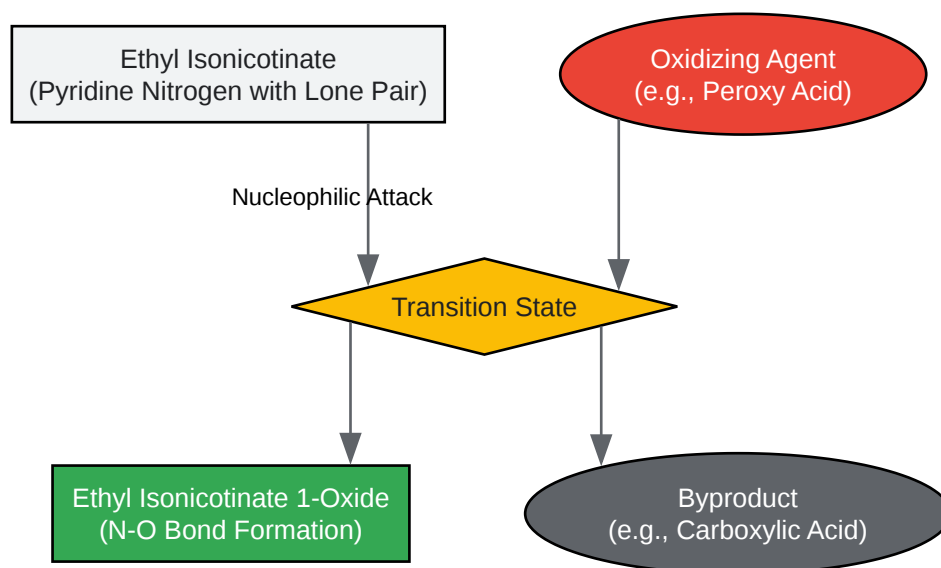 Ethyl Isonicotinate
(Pyridine Nitrogen with Lone Pair)
Oxidizing Agent
(e.g., Peroxy Acid)
Nucleophilic Attack
Transition State
Ethyl Isonicotinate 1-Oxide
(N-O Bond Formation)
Byproduct
(e.g., Carboxylic Acid)